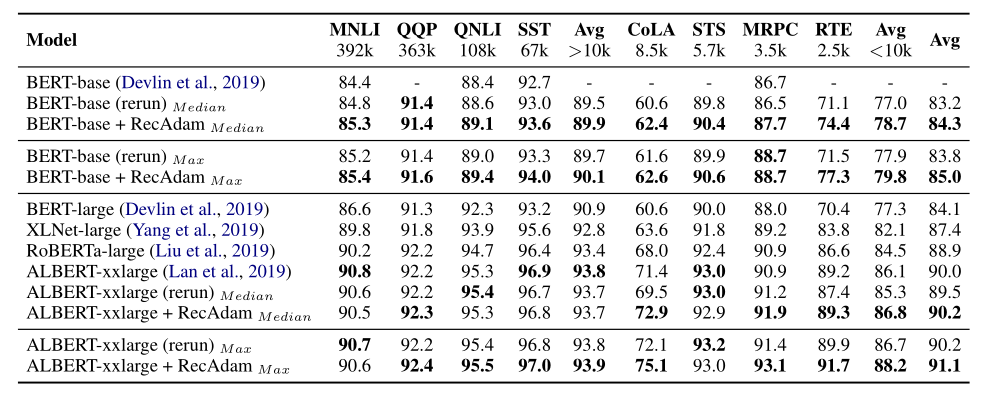 Model MNLI QQP QNLI SST Avg CoLA STS MRPC RTE Avg Avg
392k 363k 108k 67k >10k 8.5k 5.7k 3.5k 2.5k <10k
BERT-base (Devlin et al., 2019) 84.4 - 88.4 92.7 - - - 86.7 - - -
BERT-base (rerun) Median 84.8 91.4 88.6 93.0 89.5 60.6 89.8 86.5 71.1 77.0 83.2
BERT-base + RecAdam Median 85.3 91.4 89.1 93.6 89.9 62.4 90.4 87.7 74.4 78.7 84.3
BERT-base (rerun) Max 85.2 91.4 89.0 93.3 89.7 61.6 89.9 88.7 71.5 77.9 83.8
BERT-base + RecAdam Max 85.4 91.6 89.4 94.0 90.1 62.6 90.6 88.7 77.3 79.8 85.0
BERT-large (Devlin et al., 2019) 86.6 91.3 92.3 93.2 90.9 60.6 90.0 88.0 70.4 77.3 84.1
XLNet-large (Yang et al., 2019) 89.8 91.8 93.9 95.6 92.8 63.6 91.8 89.2 83.8 82.1 87.4
RoBERTa-large (Liu et al., 2019) 90.2 92.2 94.7 96.4 93.4 68.0 92.4 90.9 86.6 84.5 88.9
ALBERT-xxlarge (Lan et al., 2019) 90.8 92.2 95.3 96.9 93.8 71.4 93.0 90.9 89.2 86.1 90.0
ALBERT-xxlarge (rerun) Median 90.6 92.2 95.4 96.7 93.7 69.5 93.0 91.2 87.4 85.3 89.5
ALBERT-xxlarge + RecAdam Median 90.5 92.3 95.3 96.8 93.7 72.9 92.9 91.9 89.3 86.8 90.2
ALBERT-xxlarge (rerun) Max 90.7 92.2 95.4 96.8 93.8 72.1 93.2 91.4 89.9 86.7 90.2
ALBERT-xxlarge + RecAdam Max 90.6 92.4 95.5 97.0 93.9 75.1 93.0 93.1 91.7 88.2 91.1